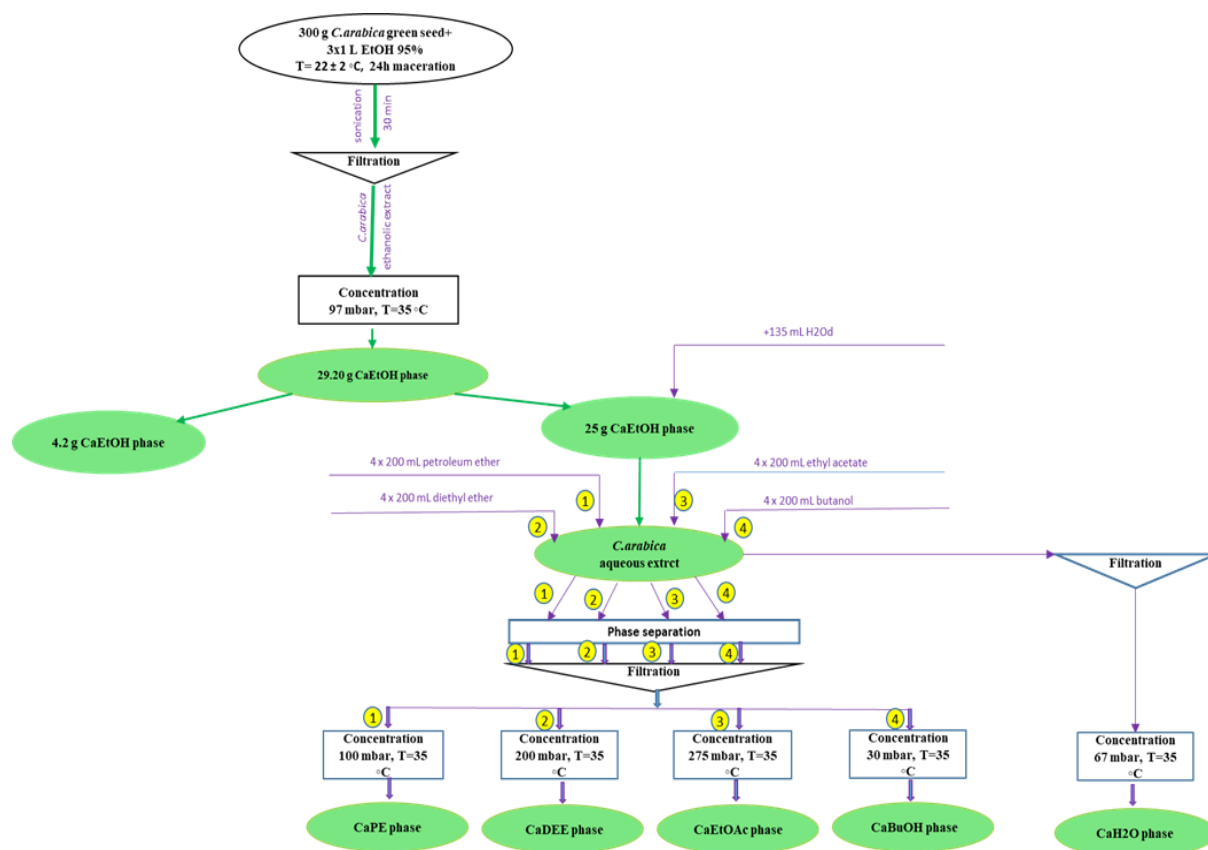 300 g C.arabica green seed+
3x1 L EtOH 95%
T= 22 ± 2 °C, 24h maceration
sonication
30 min
Filtration
C.arabica
ethanolic extract
Concentration
97 mbar, T=35 °C
+135 mL H2Od
29.20 g CaEtOH phase
4.2 g CaEtOH phase
25 g CaEtOH phase
4 x 200 mL petroleum ether
4 x 200 mL ethyl acetate
1
3
4 x 200 mL diethyl ether
4 x 200 mL butanol
2
4
C.arabica
aqueous extrct
Filtration
1
2
3
4
Phase separation
1
2
3
4
Filtration
1
2
3
4
Concentration
100 mbar, T=35
°C
Concentration
200 mbar, T=35
°C
Concentration
275 mbar, T=35
°C
Concentration
30 mbar, T=35
°C
Concentration
67 mbar, T=35
°C
CaPE phase
CaDEE phase
CaEtOAc phase
CaBuOH phase
CaH2O phase